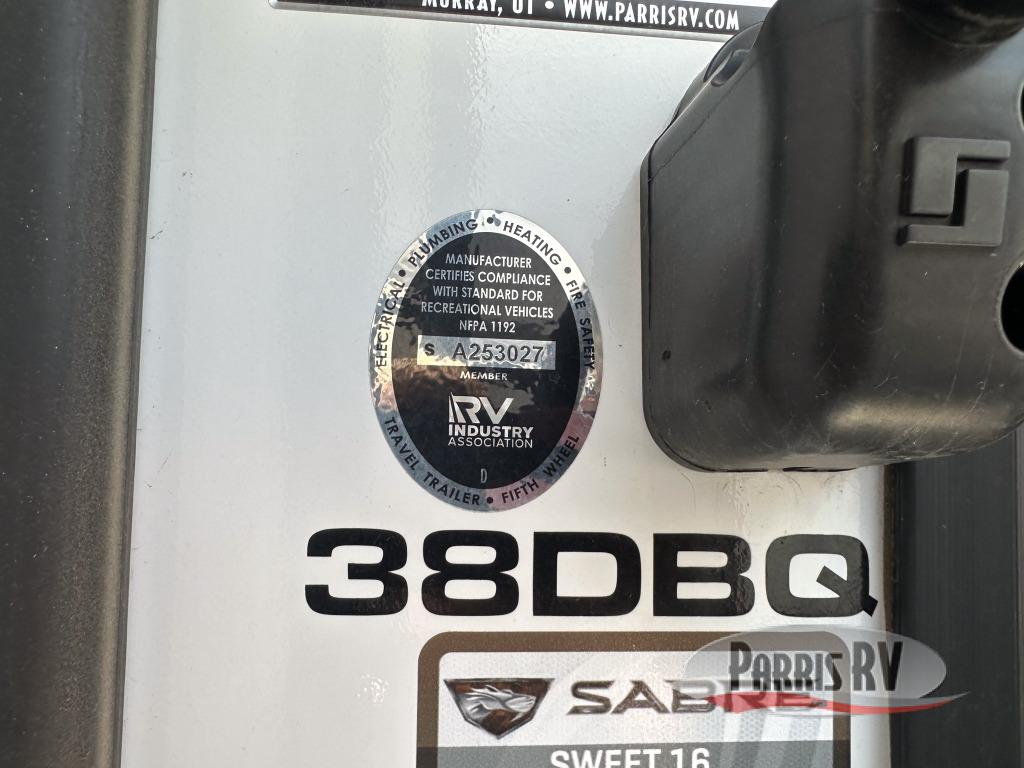 MURRAY, UT • WWW.PARRISRV.COM
ELECTRICAL • PLUMBING • HEATING • FIRE SAFETY
MANUFACTURER
CERTIFIES COMPLIANCE
WITH STANDARD FOR
RECREATIONAL VEHICLES
NFPA 1192
S A253027
MEMBER
RV
INDUSTRY
ASSOCIATION
D
TRAVEL TRAILER • FIFTH WHEEL
38DBQ
SABRE
PARRIS RV
SWEET 16